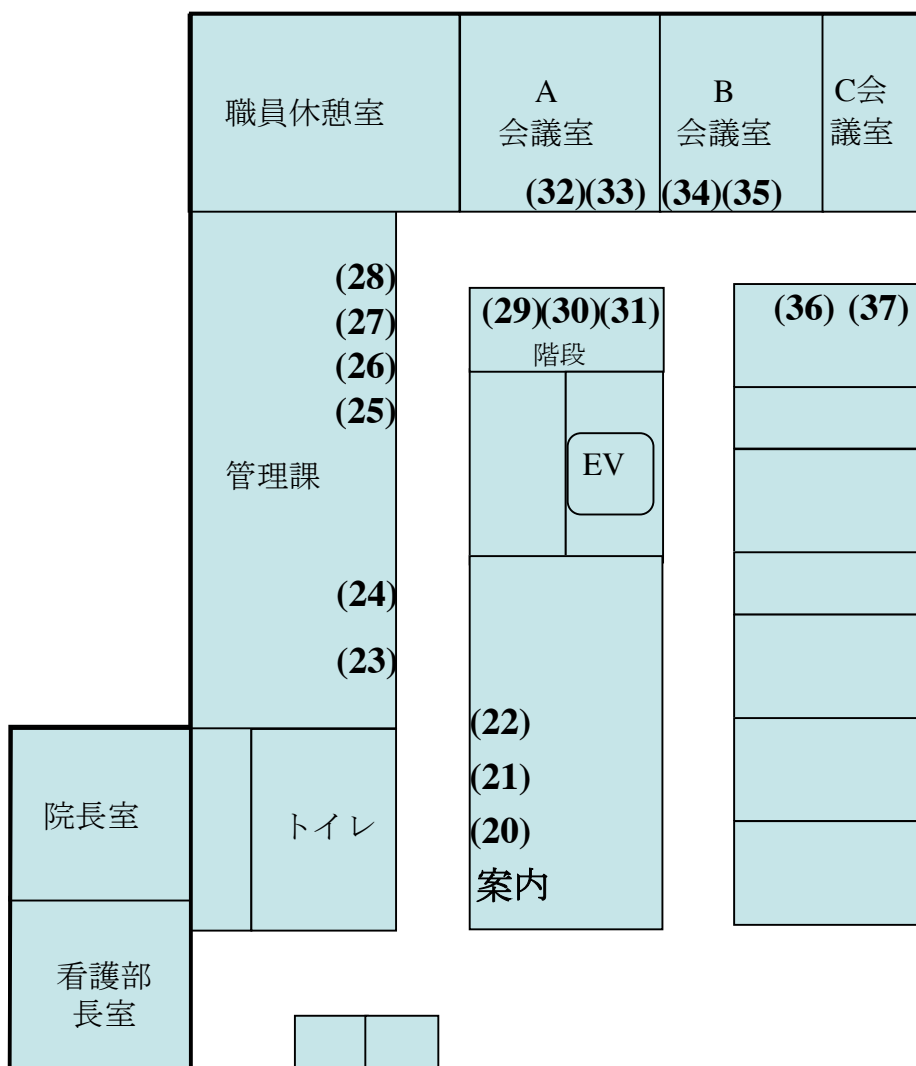 職員休憩室
A
会議室
B
会議室
C会
議室
(32)(33)
(34)(35)
(28)
(27)
(26)
(25)
(29)(30)(31)
階段
(36) (37)
EV
管理課
(24)
(23)
(22)
(21)
(20)
案内
院長室
トイレ
看護部
長室